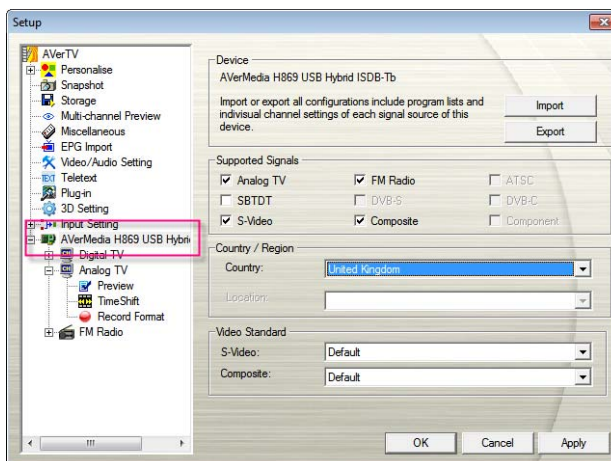 Setup
AVerTV
Personalise
Snapshot
Storage
Multi-channel Preview
Miscellaneous
EPG Import
Video/Audio Setting
TEXT Teletext
Plug-in
3D Setting
Input Setting
AVerMedia H869 USB Hybri
Digital TV
Analog TV
Preview
TimeShift
Record Format
FM Radio
Device
AVerMedia H869 USB Hybrid ISDB-Tb
Import or export all configurations include program lists and
indivisual channel settings of each signal source of this
device.
Import
Export
Supported Signals
Analog TV
FM Radio
ATSC
SBTDT
DVB-S
DVB-C
S-Video
Composite
Component
Country / Region
Country:
United Kingdom
Location:
Video Standard
S-Video:
Default
Composite:
Default
OK
Cancel
Apply